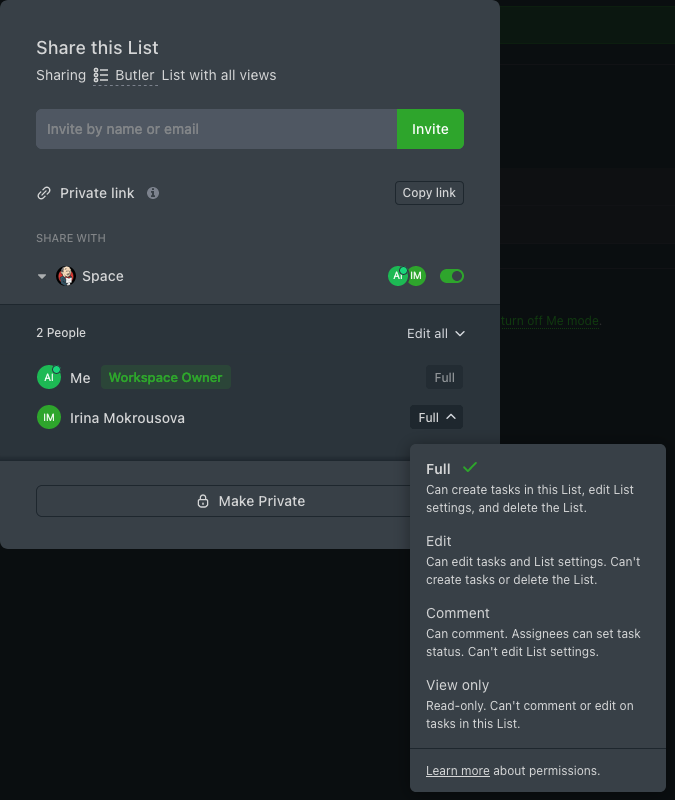 Share this List
Sharing Butler List with all views
Invite by name or email
Invite
Private link
Copy link
SHARE WITH
Space
AI IM
turn off Me mode.
2 People
Edit all
AI Me Workspace Owner
Full
IM Irina Mokrousova
Full
Make Private
Full
Can create tasks in this List, edit List
settings, and delete the List.
Edit
Can edit tasks and List settings. Can't
create tasks or delete the List.
Comment
Can comment. Assignees can set task
status. Can't edit List settings.
View only
Read-only. Can't comment or edit on
tasks in this List.
Learn more about permissions.